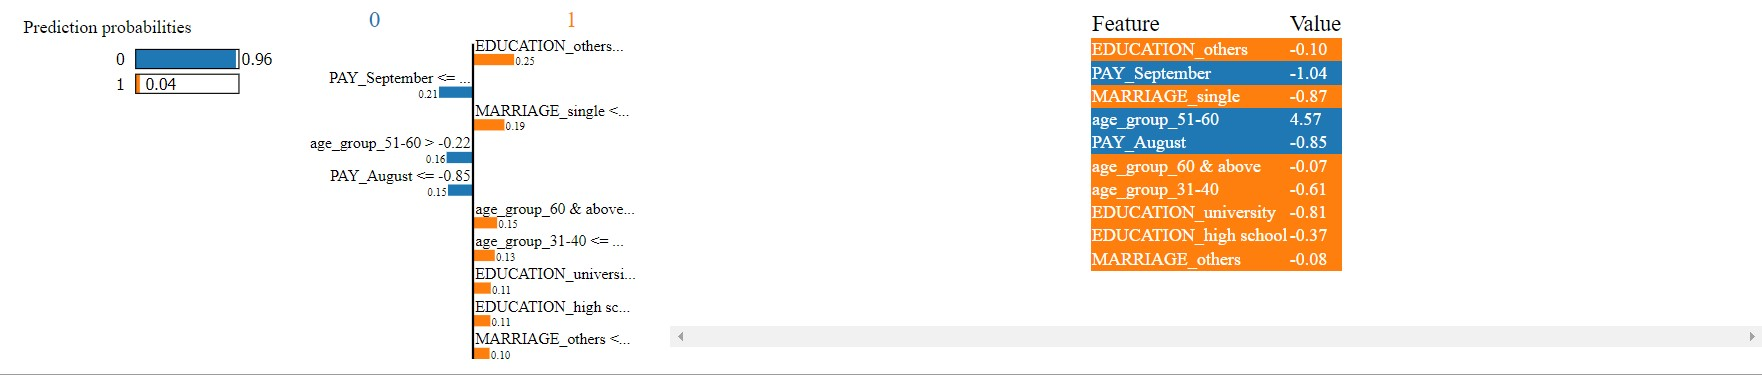 Prediction probabilities
0 0.96
1 0.04
0 1
EDUCATION_others...
0.25
PAY_September <= ...
0.21
MARRIAGE_single <...
0.19
age_group_51-60 > -0.22
0.16
PAY_August <= -0.85
0.15
age_group_60 & above...
0.15
age_group_31-40 <= ...
0.13
EDUCATION_universi...
0.11
EDUCATION_high sc...
0.11
MARRIAGE_others <...
0.10
Feature Value
EDUCATION_others -0.10
PAY_September -1.04
MARRIAGE_single -0.87
age_group_51-60 4.57
PAY_August -0.85
age_group_60 & above -0.07
age_group_31-40 -0.61
EDUCATION_university -0.81
EDUCATION_high school -0.37
MARRIAGE_others -0.08